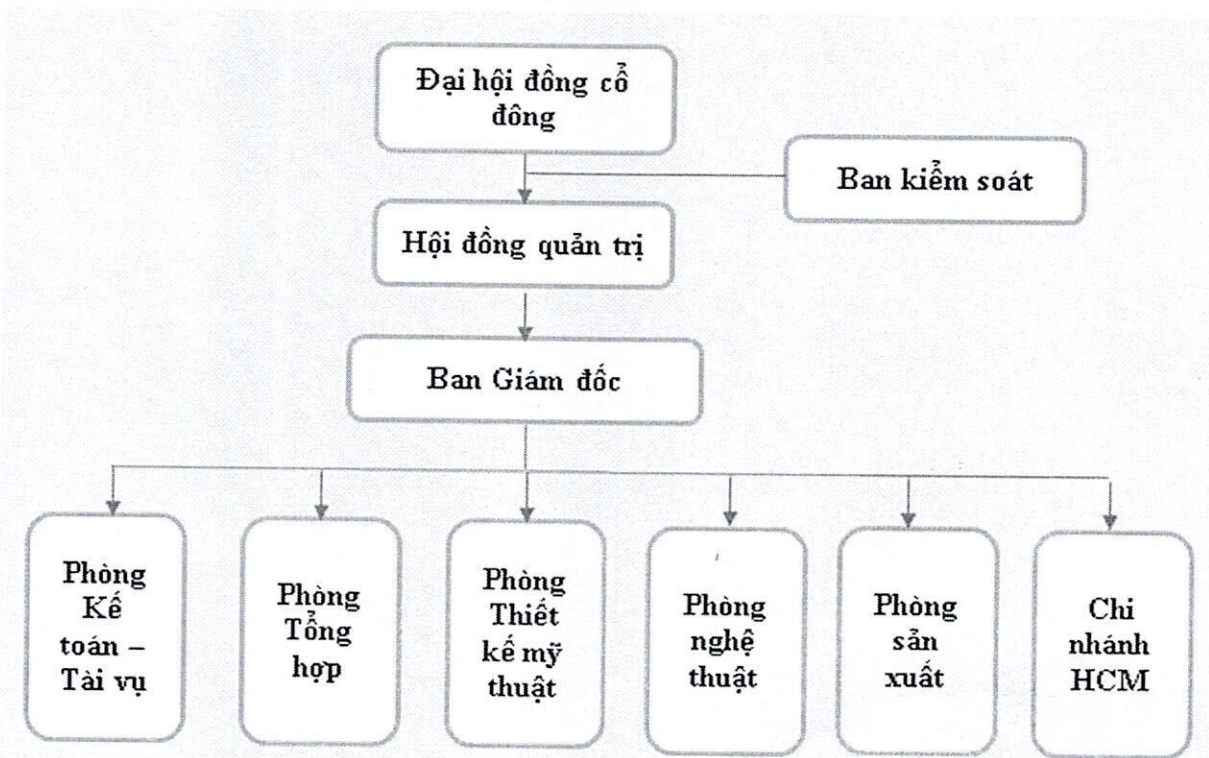 Đại hội đồng cổ
đông
Ban kiểm soát
Hội đồng quản trị
Ban Giám đốc
Phòng
Kế
toán –
Tài vụ
Phòng
Tổng
hợp
Phòng
Thiết
kế mỹ
thuật
Phòng
nghệ
thuật
Phòng
sản
xuất
Chi
nhánh
HCM